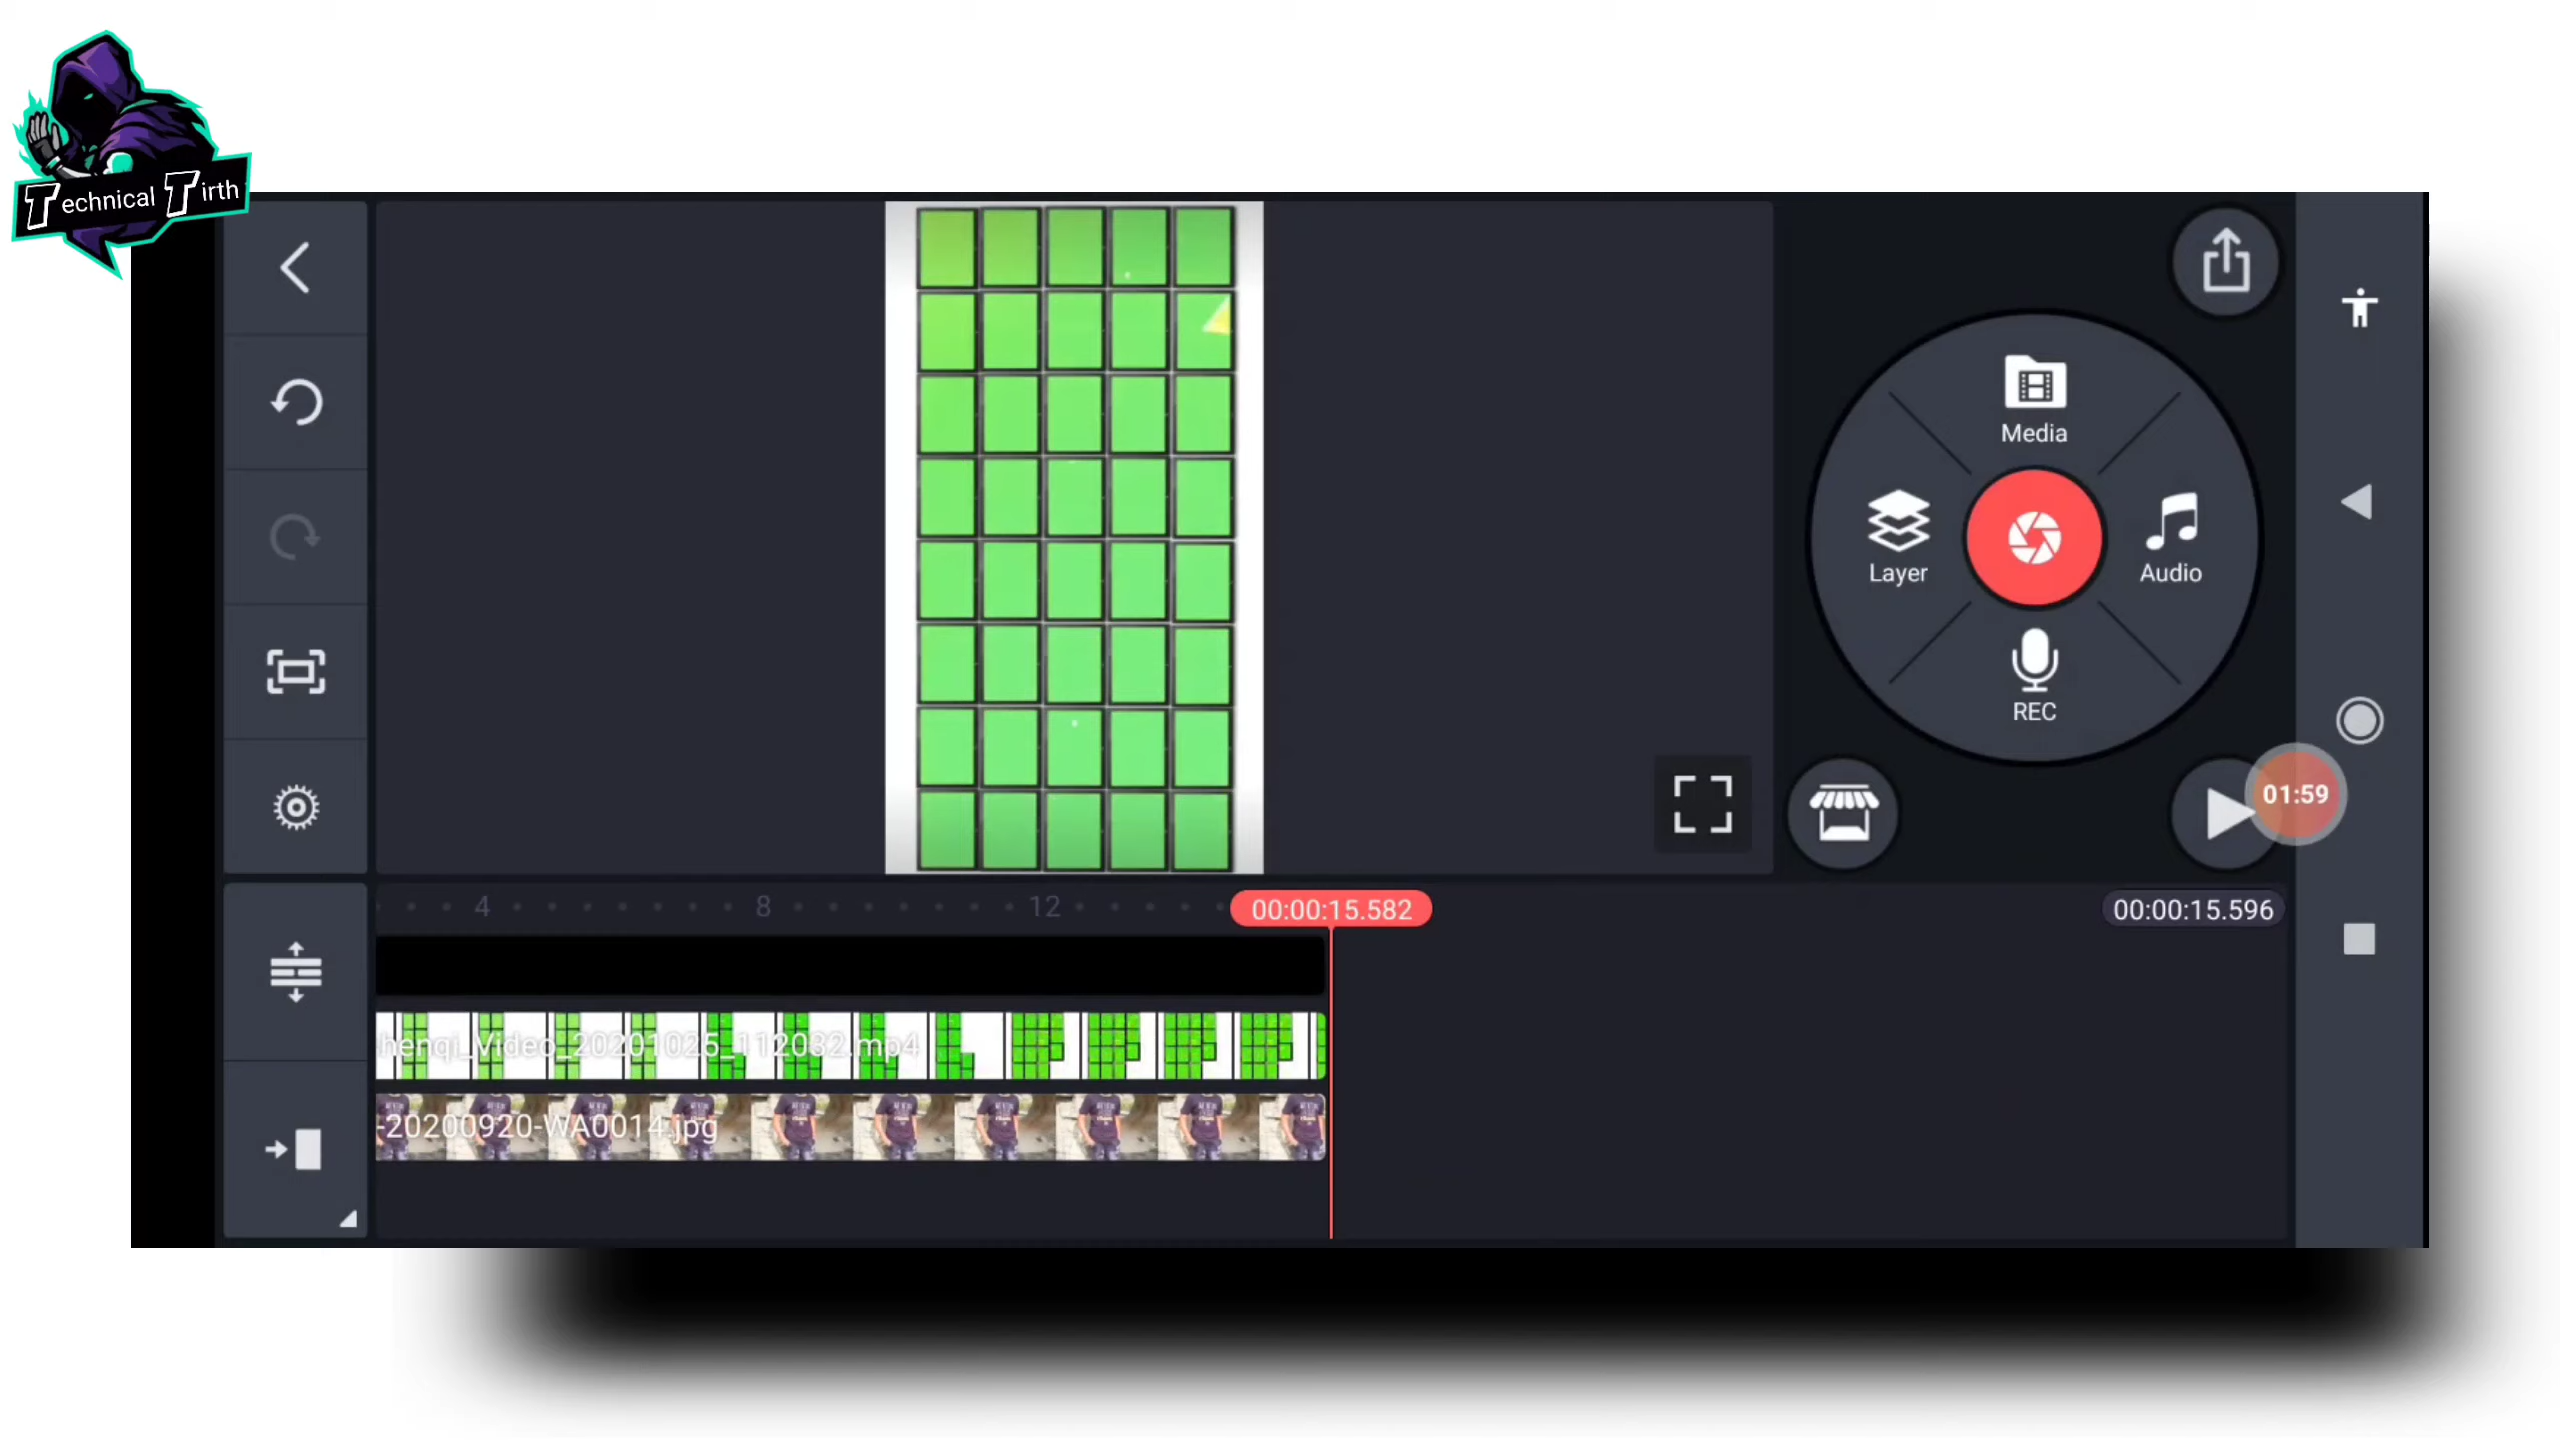 Technical Tirth
Media
Layer
Audio
REC
01:59
4
8
12
00:00:15.582
00:00:15.596
henqi_Video_20201025_112032.mp4
-20200920-WA0014.jpg